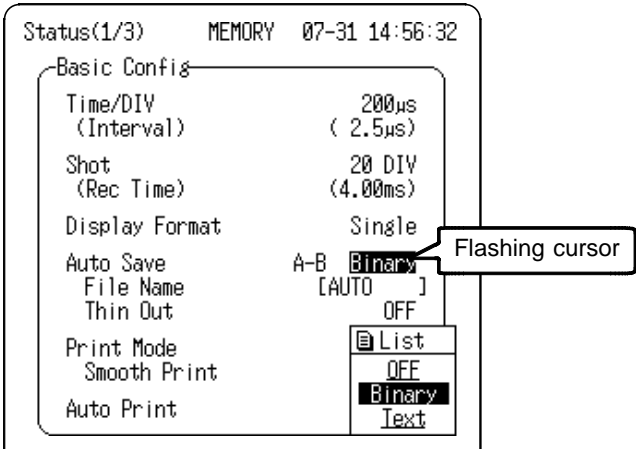 Status(1/3) MEMORY 07-31 14:56:32
Basic Config
Time/DIV 200µs
(Interval) ( 2.5µs)
Shot 20 DIV
(Rec Time) (4.00ms)
Display Format Single
Flashing cursor
Auto Save A-B Binary
File Name [AUTO ]
Thin Out OFF
Print Mode
Smooth Print
Auto Print
List
OFF
Binary
Text